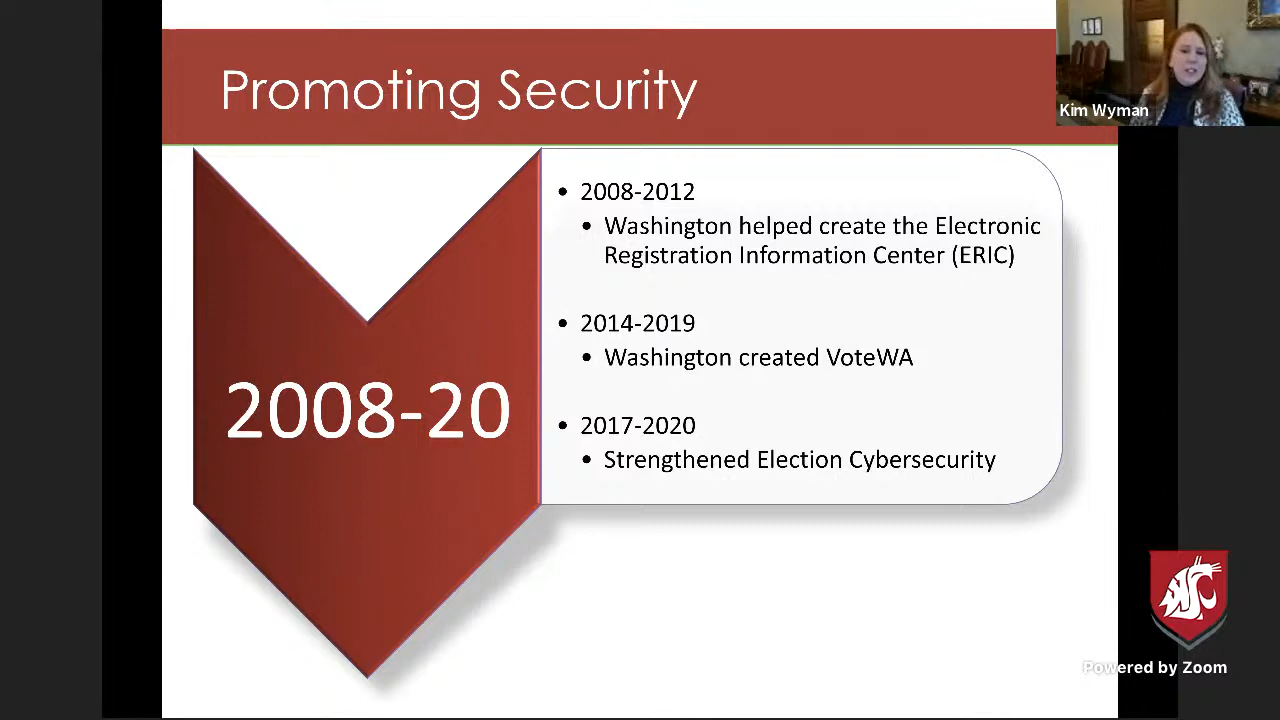 Promoting Security
Kim Wyman
• 2008-2012
• Washington helped create the Electronic
Registration Information Center (ERIC)
• 2014-2019
• Washington created VoteWA
• 2017-2020
• Strengthened Election Cybersecurity
2008-20
Powered by Zoom